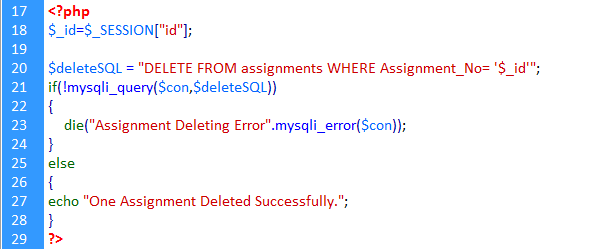 17 <?php
18 $_id=$_SESSION["id"];
19
20 $deleteSQL = "DELETE FROM assignments WHERE Assignment_No= '$_id'";
21 if(!mysqli_query($con,$deleteSQL))
22 {
23 die("Assignment Deleting Error".mysqli_error($con));
24 }
25 else
26 {
27 echo "One Assignment Deleted Successfully.";
28 }
29 ?>